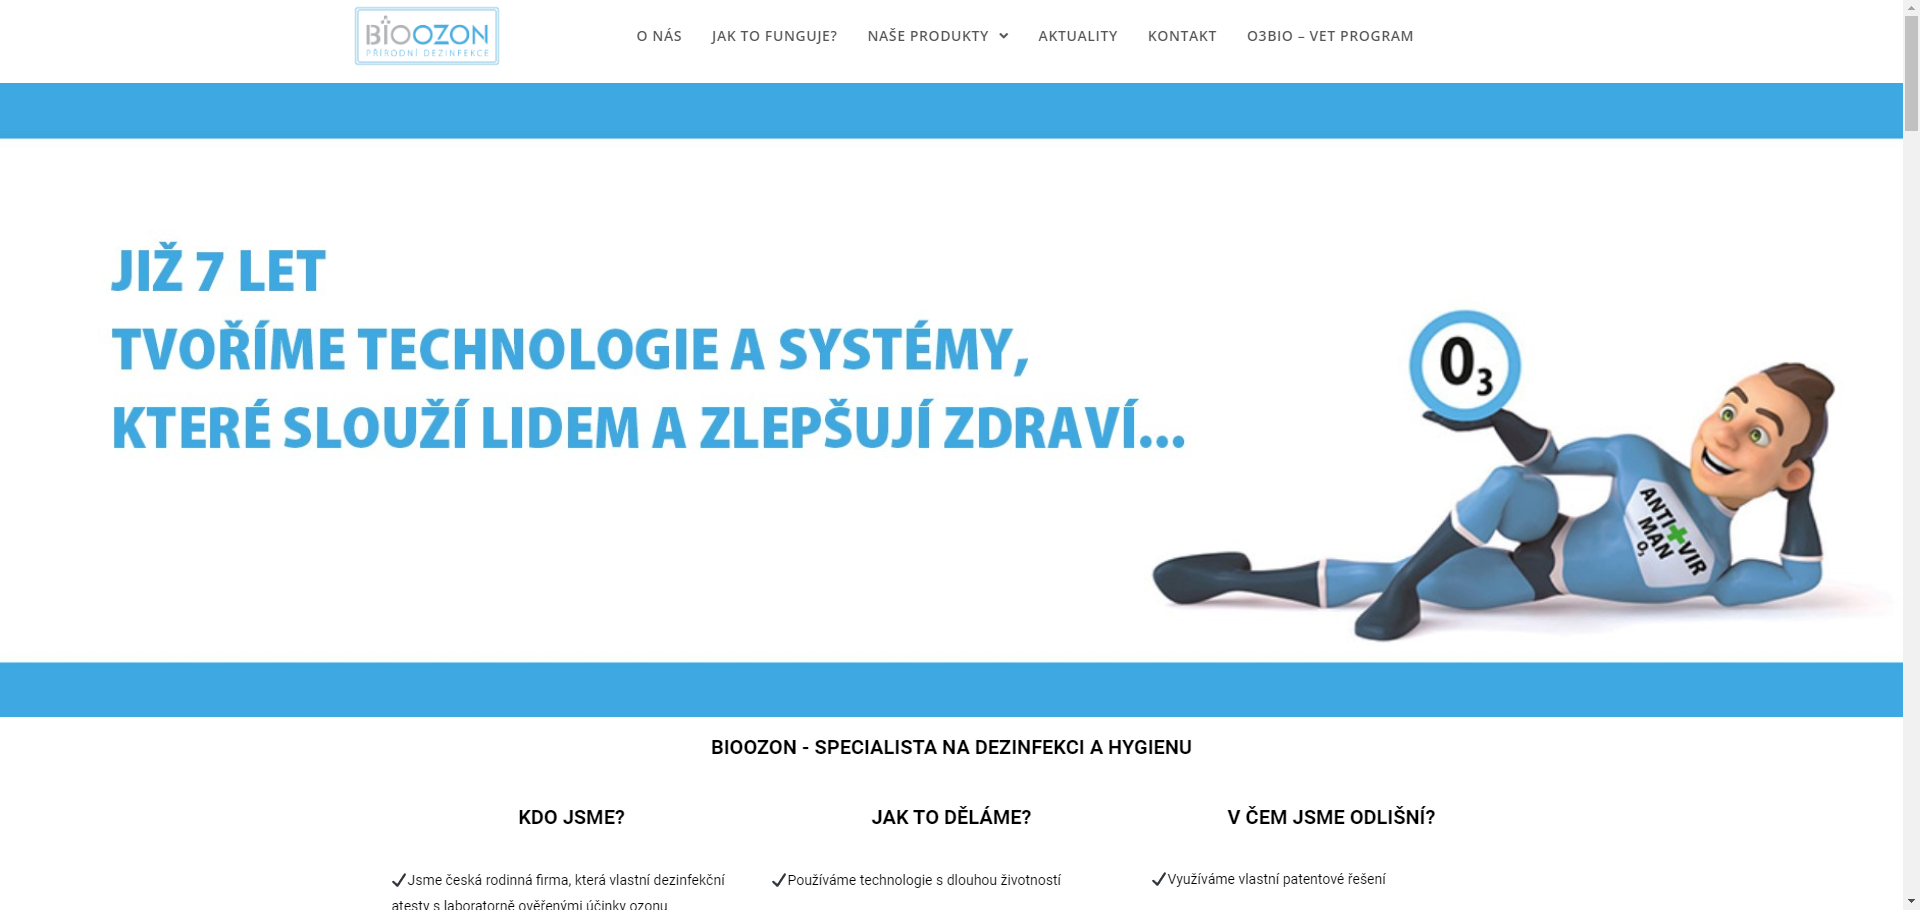 BIOOZON
PŘÍRODNÍ DEZINFEKCE
O NÁS
JAK TO FUNGUJE?
NAŠE PRODUKTY
AKTUALITY
KONTAKT
O3BIO – VET PROGRAM
JIŽ 7 LET
TVOŘÍME TECHNOLOGIE A SYSTÉMY,
KTERÉ SLOUŽÍ LIDEM A ZLEPŠUJÍ ZDRAVÍ...
O3
ANTI+VIR
MAN
O3
BIOOZON - SPECIALISTA NA DEZINFEKCI A HYGIENU
KDO JSME?
Jsme česká rodinná firma, která vlastní dezinfekční
atesty s laboratorně ověřenými účinky ozonu
JAK TO DĚLÁME?
Používáme technologie s dlouhou životností
V ČEM JSME ODLIŠNÍ?
Využíváme vlastní patentové řešení